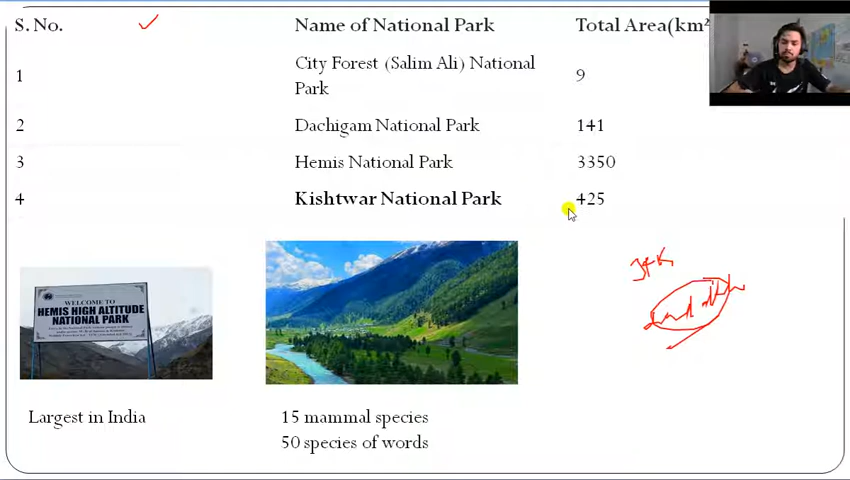 S. No. Name of National Park Total Area(km²
1 City Forest (Salim Ali) National Park 9
2 Dachigam National Park 141
3 Hemis National Park 3350
4 Kishtwar National Park 425
J&K
Laddakh
WELCOME TO
HEMIS HIGH ALTITUDE
NATIONAL PARK
Largest in India
15 mammal species
50 species of words